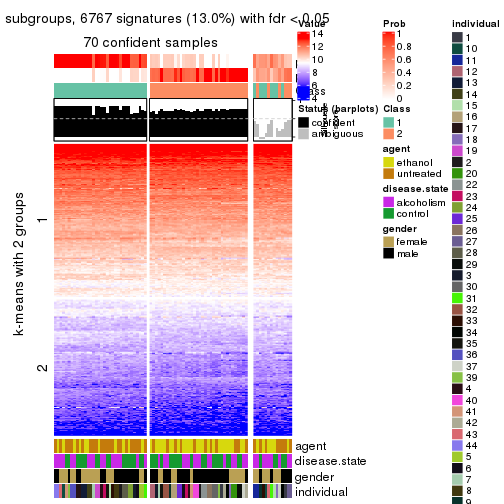 subgroups, 6767 signatures (13.0%) with fdr < 0.05
70 confident samples
1
2
k-means with 2 groups
Class
agent
disease.state
gender
individual
Value
14
12
10
8
6
4
Status (barplots)
confident
ambiguous
Prob
1
0.8
0.6
0.4
0.2
0
Class
1
2
agent
ethanol
untreated
disease.state
alcoholism
control
gender
female
male
individual
1
10
11
12
13
14
15
16
17
18
19
2
20
22
23
24
25
26
27
28
29
3
30
31
32
33
34
35
36
37
39
4
40
41
42
43
44
5
6
7
8
9